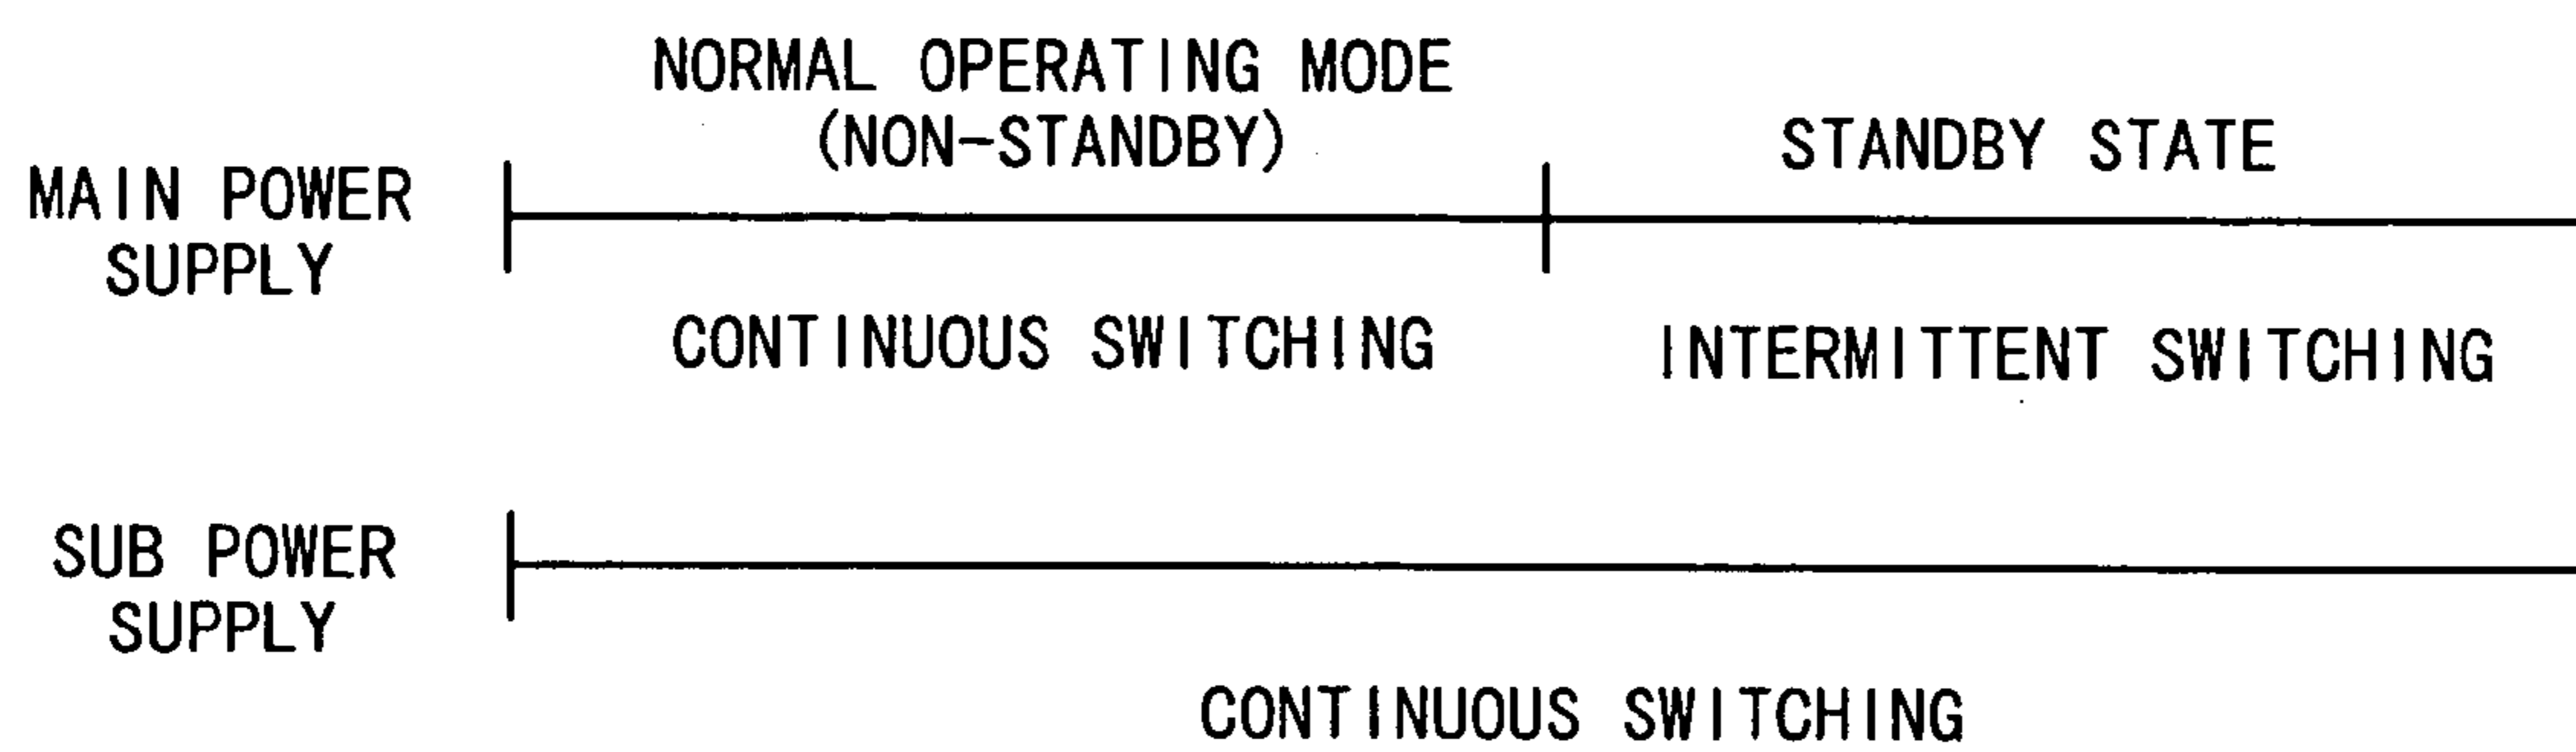 NORMAL OPERATING MODE
(NON-STANDBY)
STANDBY STATE
MAIN POWER
SUPPLY
CONTINUOUS SWITCHING
INTERMITTENT SWITCHING
SUB POWER
SUPPLY
CONTINUOUS SWITCHING